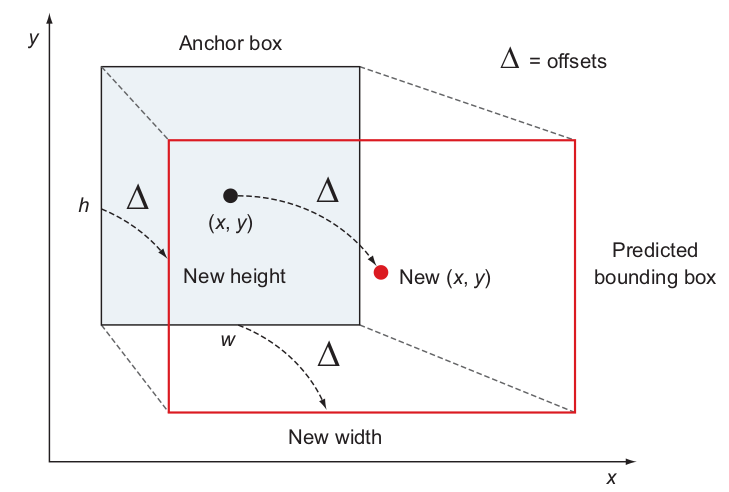 y
Anchor box
Δ = offsets
h
Δ
Δ
(x, y)
New height
New (x, y)
Predicted
bounding box
w
Δ
New width
x